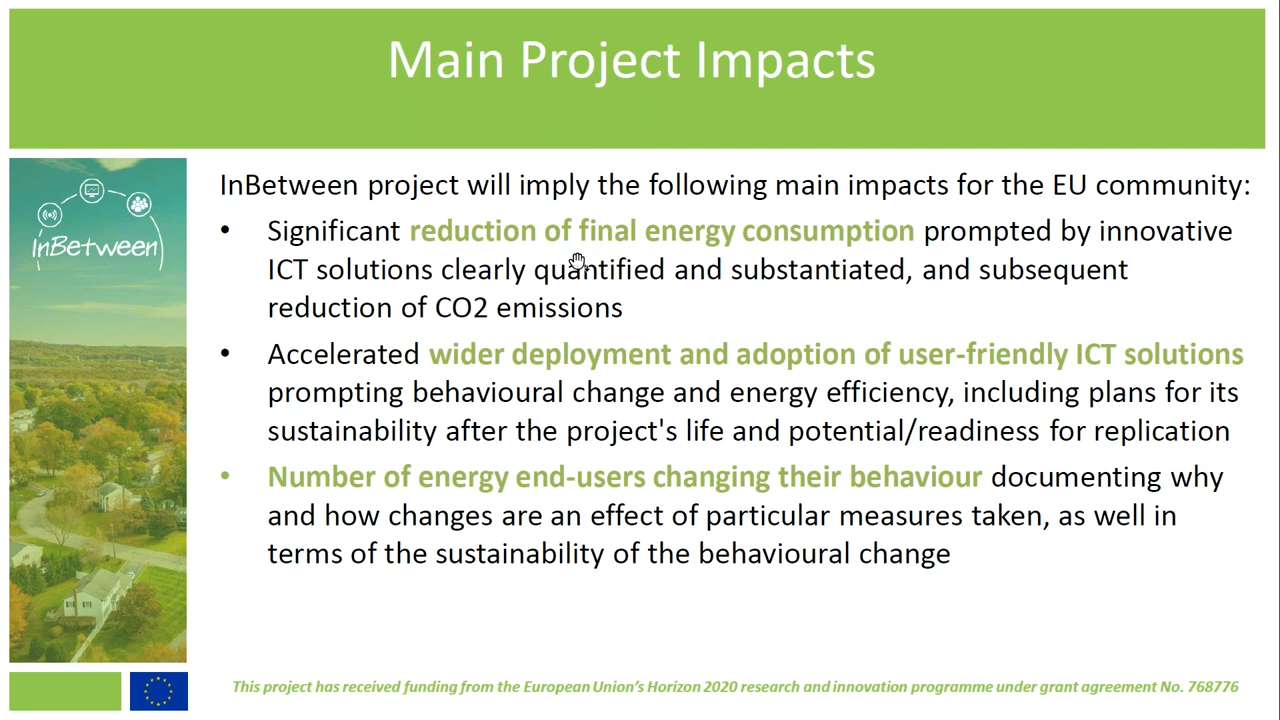 Main Project Impacts
InBetween
InBetween project will imply the following main impacts for the EU community:
• Significant reduction of final energy consumption prompted by innovative
ICT solutions clearly quantified and substantiated, and subsequent
reduction of CO2 emissions
• Accelerated wider deployment and adoption of user-friendly ICT solutions
prompting behavioural change and energy efficiency, including plans for its
sustainability after the project's life and potential/readiness for replication
• Number of energy end-users changing their behaviour documenting why
and how changes are an effect of particular measures taken, as well in
terms of the sustainability of the behavioural change
This project has received funding from the European Union’s Horizon 2020 research and innovation programme under grant agreement No. 768776